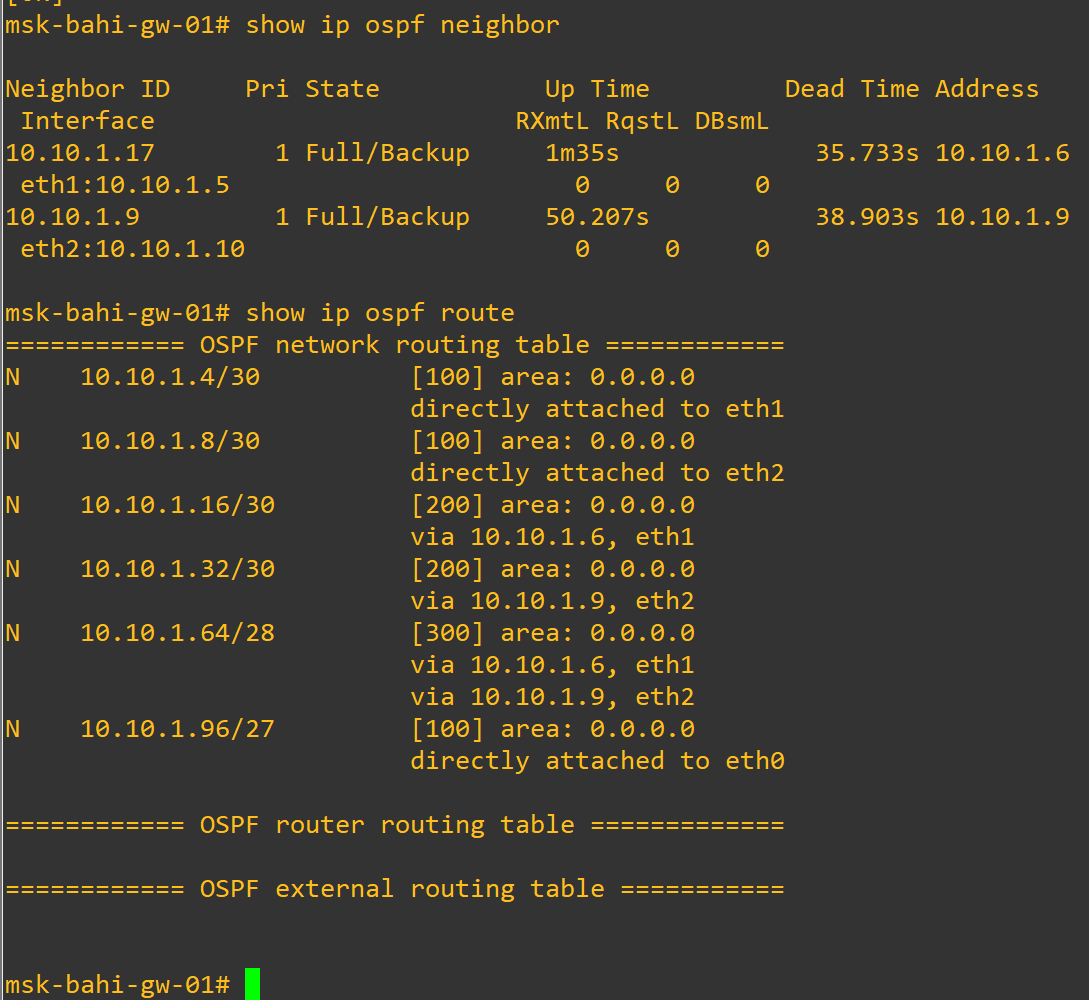 msk-bahi-gw-01# show ip ospf neighbor
Neighbor ID     Pri State           Up Time         Dead Time Address
 Interface                        RXmtL RqstL DBsmL
10.10.1.17        1 Full/Backup     1m35s             35.733s 10.10.1.6
 eth1:10.10.1.5                       0     0     0
10.10.1.9         1 Full/Backup     50.207s           38.903s 10.10.1.9
 eth2:10.10.1.10                      0     0     0
msk-bahi-gw-01# show ip ospf route
============ OSPF network routing table ============
N    10.10.1.4/30          [100] area: 0.0.0.0
                           directly attached to eth1
N    10.10.1.8/30          [100] area: 0.0.0.0
                           directly attached to eth2
N    10.10.1.16/30         [200] area: 0.0.0.0
                           via 10.10.1.6, eth1
N    10.10.1.32/30         [200] area: 0.0.0.0
                           via 10.10.1.9, eth2
N    10.10.1.64/28         [300] area: 0.0.0.0
                           via 10.10.1.6, eth1
                           via 10.10.1.9, eth2
N    10.10.1.96/27         [100] area: 0.0.0.0
                           directly attached to eth0
============ OSPF router routing table =============
============ OSPF external routing table ===========
msk-bahi-gw-01#